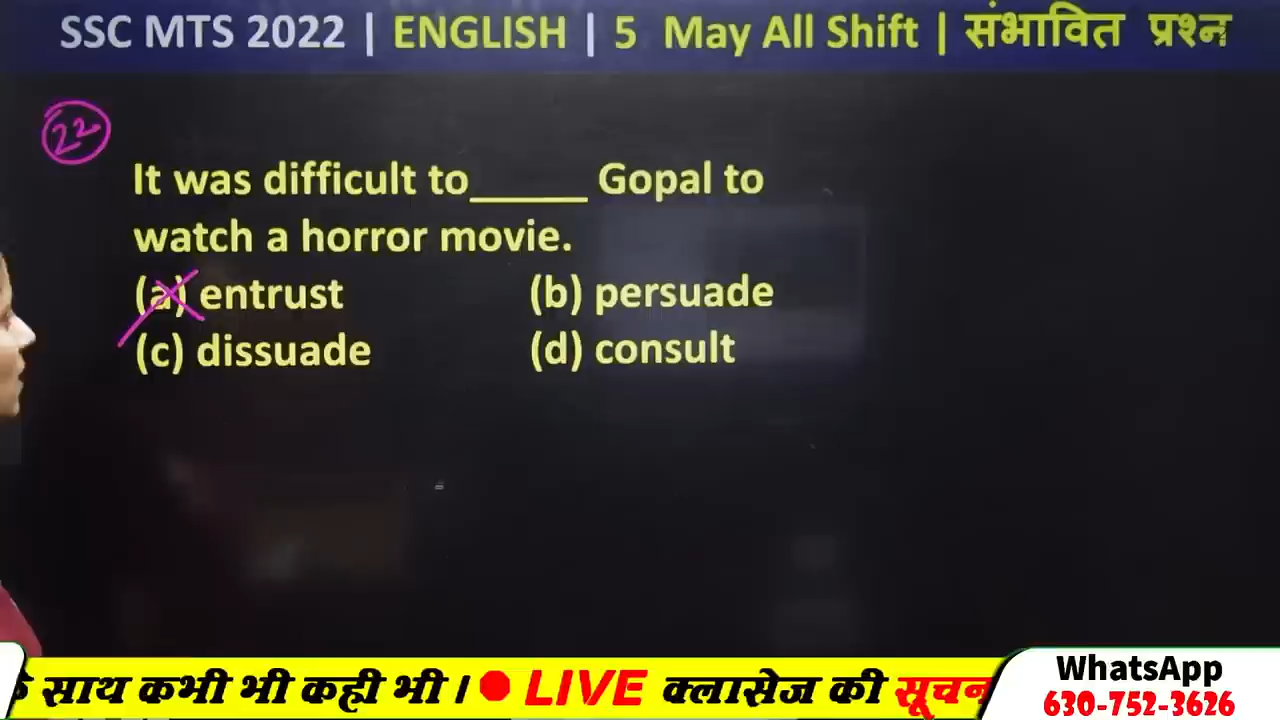 SSC MTS 2022 | ENGLISH | 5 May All Shift | संभावित प्रश्न
22
It was difficult to_____ Gopal to
watch a horror movie.
(a) entrust (b) persuade
(c) dissuade (d) consult
के साथ कभी भी कही भी । LIVE क्लासेज की
WhatsApp
630-752-3626